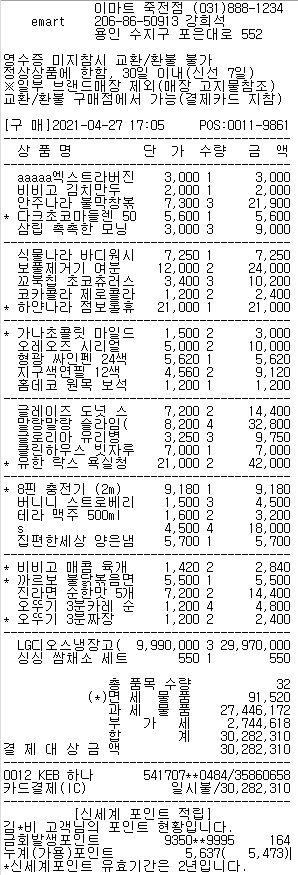 이마트 죽전점 (031)888-1234
emart 206-86-50913 강희석
용인 수지구 포은대로 552
영수증 미지참시 교환/환불 불가
정상상품에 한함, 30일 이내(신선 7일)
※일부 브랜드매장 제외(매장 고지물참조)
교환/환불 구매점에서 가능(결제카드 지참)
[구 매]2021-04-27 17:05 POS:0011-9861
상 품 명 단 가 수량 금 액
aaaaa엑스트라버진 3,000 1 3,000
비비고 김치만두 2,000 1 2,000
안주나라 불막창볶 7,300 3 21,900
* 다크초코마들렌 50 5,600 1 5,600
삼립 촉촉한 모닝 3,000 3 9,000
식물나라 바디워시 7,250 1 7,250
보풀제거기 여분 12,000 2 24,000
꼬북칩 초코츄러스 3,400 3 10,200
코카콜라 제로콜라 1,200 2 2,400
* 하얀나라 점보롤휴 21,000 1 21,000
* 가나초콜릿 마일드 1,500 2 3,000
오레오즈 시리얼 5,000 2 10,000
형광 싸인펜 24색 5,620 1 5,620
지구색연필 12색 4,560 2 9,120
홈데코 원목 보석 1,200 1 1,200
글레이즈 도넛 스 7,200 2 14,400
말랑말랑 슬라임( 8,200 4 32,800
글로리아 유리병 3,250 3 9,750
클린하우스 빗자루 7,000 1 7,000
* 유한 락스 욕실청 21,000 2 42,000
* 8핀 충전기 (2m) 9,180 1 9,180
버니니 스트로베리 1,500 3 4,500
테라 맥주 500ml 1,600 2 3,200
s 4,500 4 18,000
집편한세상 양은냄 5,700 1 5,700
* 비비고 매콤 육개 1,420 2 2,840
* 까르보 불닭볶음면 5,500 1 5,500
진라면 순한맛 5개 7,200 2 14,400
오뚜기 3분카레 순 1,200 4 4,800
* 오뚜기 3분짜장 1,200 2 2,400
LG디오스냉장고( 9,990,000 3 29,970,000
싱싱 쌈채소 세트 550 1 550
총 품목 수량 32
(*)면 세 물 품 91,520
과 세 물 품 27,446,172
부 가 세 2,744,618
합 계 30,282,310
결 제 대 상 금 액 30,282,310
0012 KEB 하나 541707**0484/35860658
카드결제(IC) 일시불/30,282,310
[신세계 포인트 적립]
김*비 고객님의 포인트 현황입니다.
금회발생포인트 9350**9995 164
누계(가용)포인트 5,637( 5,473)
*신세계포인트 유효기간은 2년입니다.